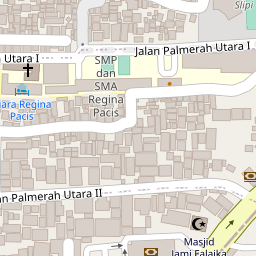 Slipi
Jalan Palmerah Utara I
Utara I
SMP
dan
SMA
Regina
Pacis
ara Regina
Pacis
n Palmerah Utara II
Masjid
Jami Falaika